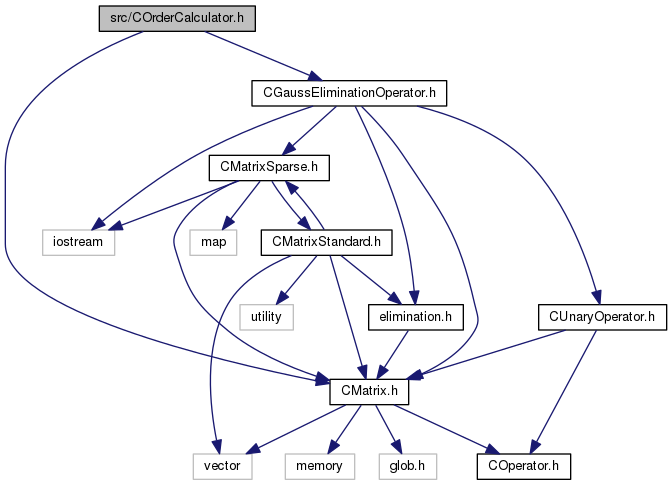 src/COrderCalculator.h
CGaussEliminationOperator.h
CMatrixSparse.h
iostream
map
CMatrixStandard.h
utility
elimination.h
CUnaryOperator.h
CMatrix.h
vector
memory
glob.h
COperator.h